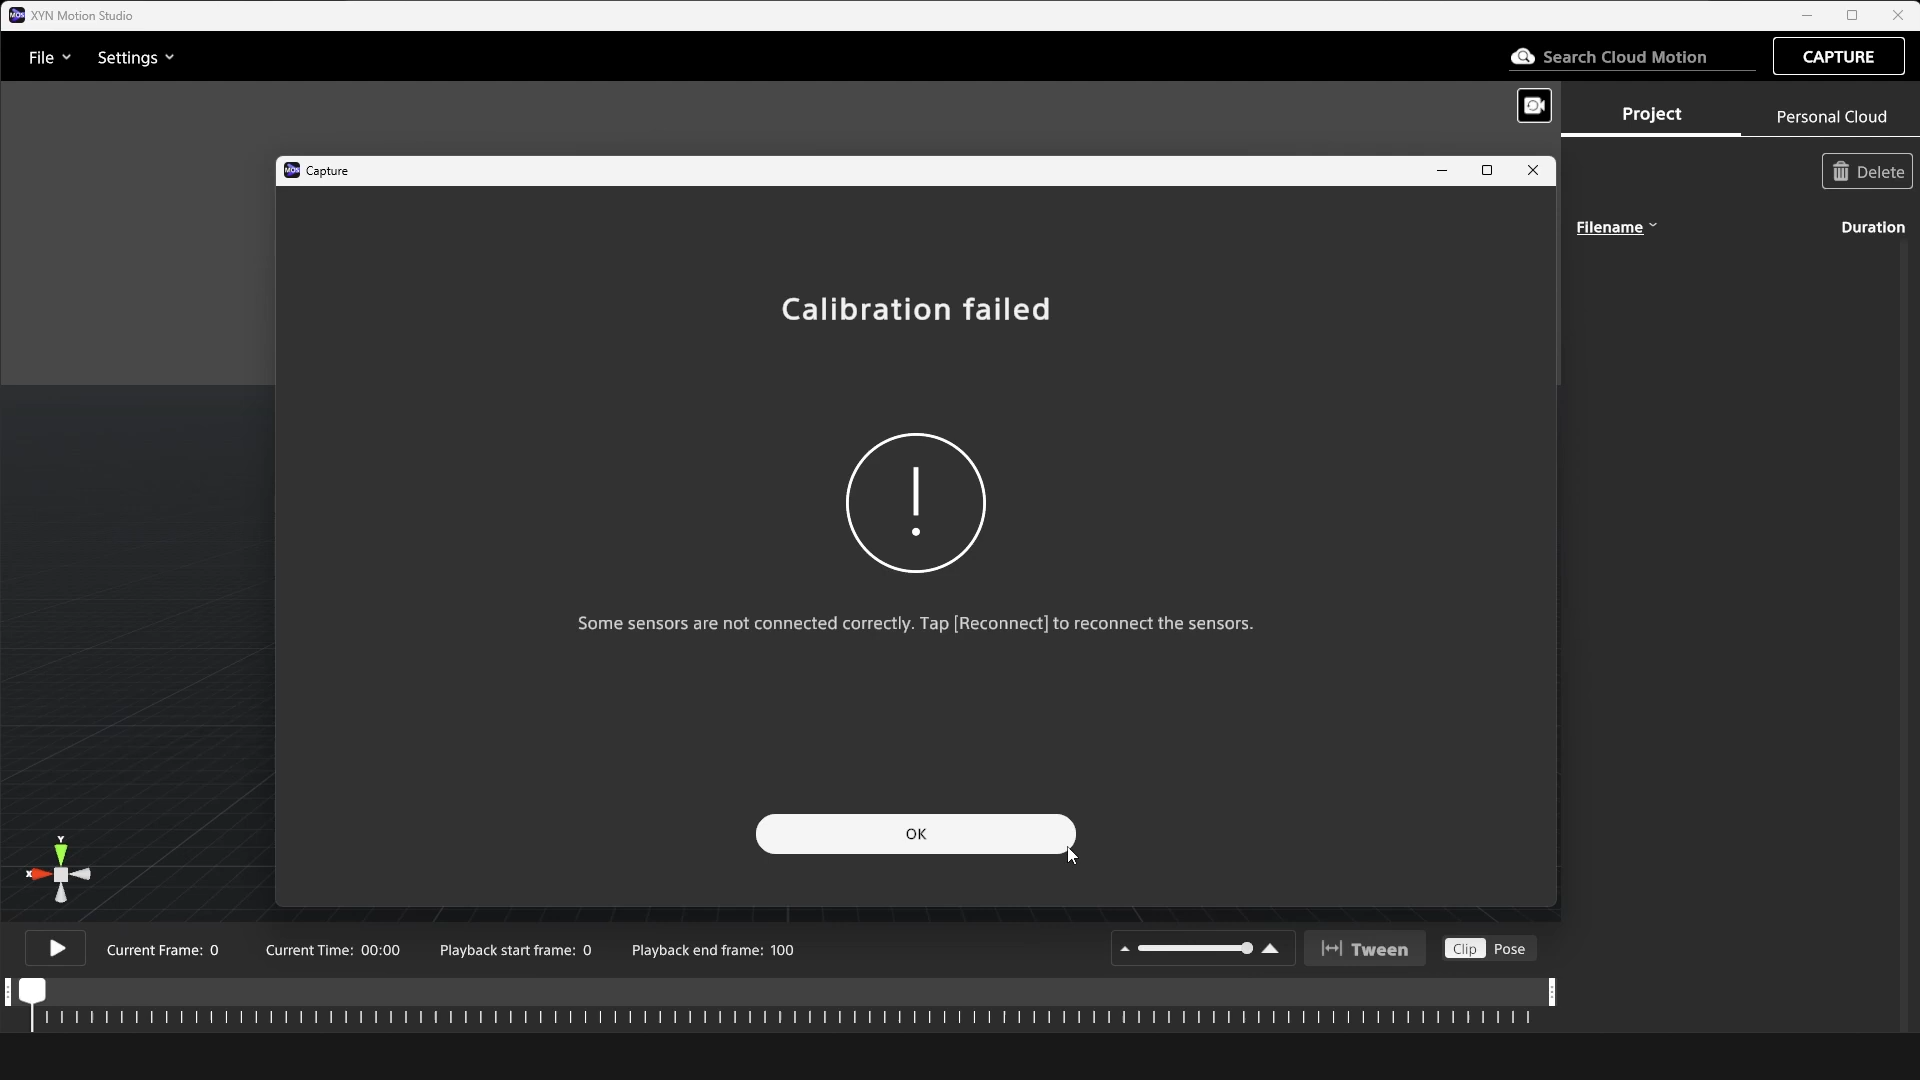 XYN Motion Studio
File
Settings
Search Cloud Motion
CAPTURE
Project
Personal Cloud
Delete
Filename
Duration
MOS Capture
Calibration failed
!
Some sensors are not connected correctly. Tap [Reconnect] to reconnect the sensors.
OK
Y
X
Current Frame: 0
Current Time: 00:00
Playback start frame: 0
Playback end frame: 100
Tween
Clip
Pose